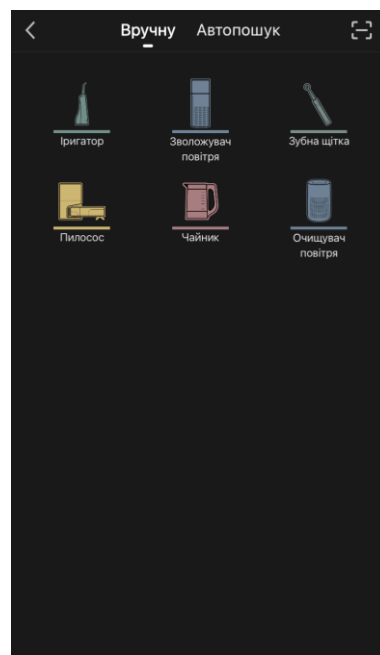 Вручну Автопошук
Іригатор
Зволожувач
повітря
Зубна щітка
Пилосос
Чайник
Очищувач
повітря